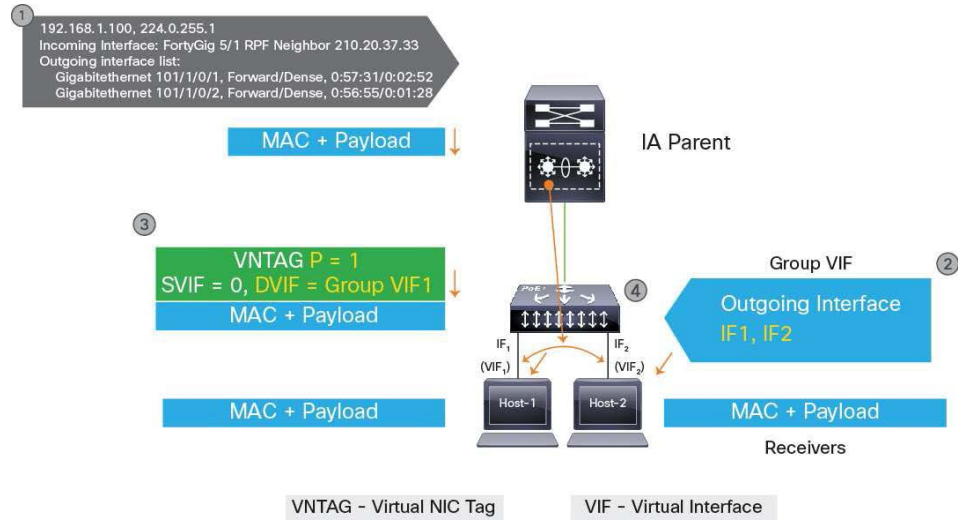 1
192.168.1.100, 224.0.255.1
Incoming Interface: FortyGig 5/1 RPF Neighbor 210.20.37.33
Outgoing interface list:
Gigabitethernet 101/1/0/1, Forward/Dense, 0:57:31/0:02:52
Gigabitethernet 101/1/0/2, Forward/Dense, 0:56:55/0:01:28
MAC + Payload
IA Parent
3
VNTAG P = 1
SVIF = 0, DVIF = Group VIF1
MAC + Payload
PoE+
4
Group VIF
2
Outgoing Interface
IF1, IF2
IF1
IF2
(VIF1)
(VIF2)
MAC + Payload
Host-1
Host-2
MAC + Payload
Receivers
VNTAG - Virtual NIC Tag
VIF - Virtual Interface